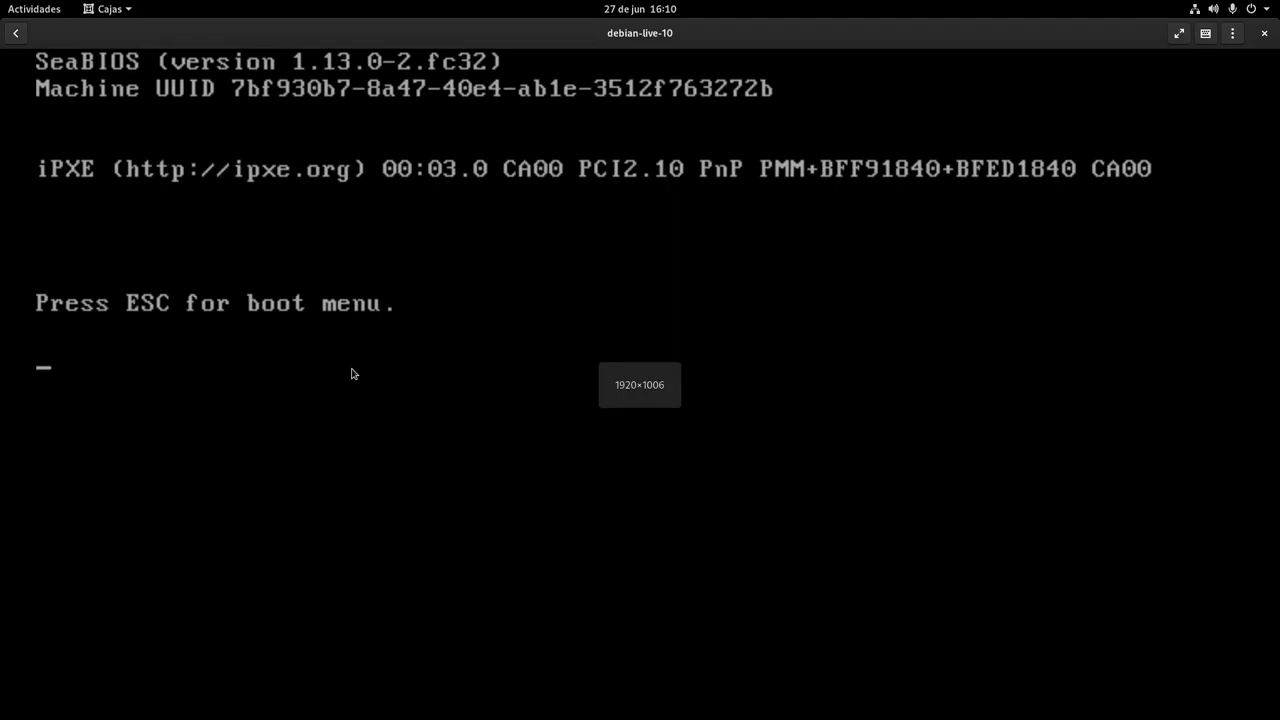 Actividades Cajas 27 de jun 16:10
debian-live-10
SeaBIOS (version 1.13.0-2.fc32)
Machine UUID 7bf930b7-8a47-40e4-ab1e-3512f763272b
iPXE (http://ipxe.org) 00:03.0 CA00 PCI2.10 PnP PMM+BFF91840+BFED1840 CA00
Press ESC for boot menu.
1920×1006